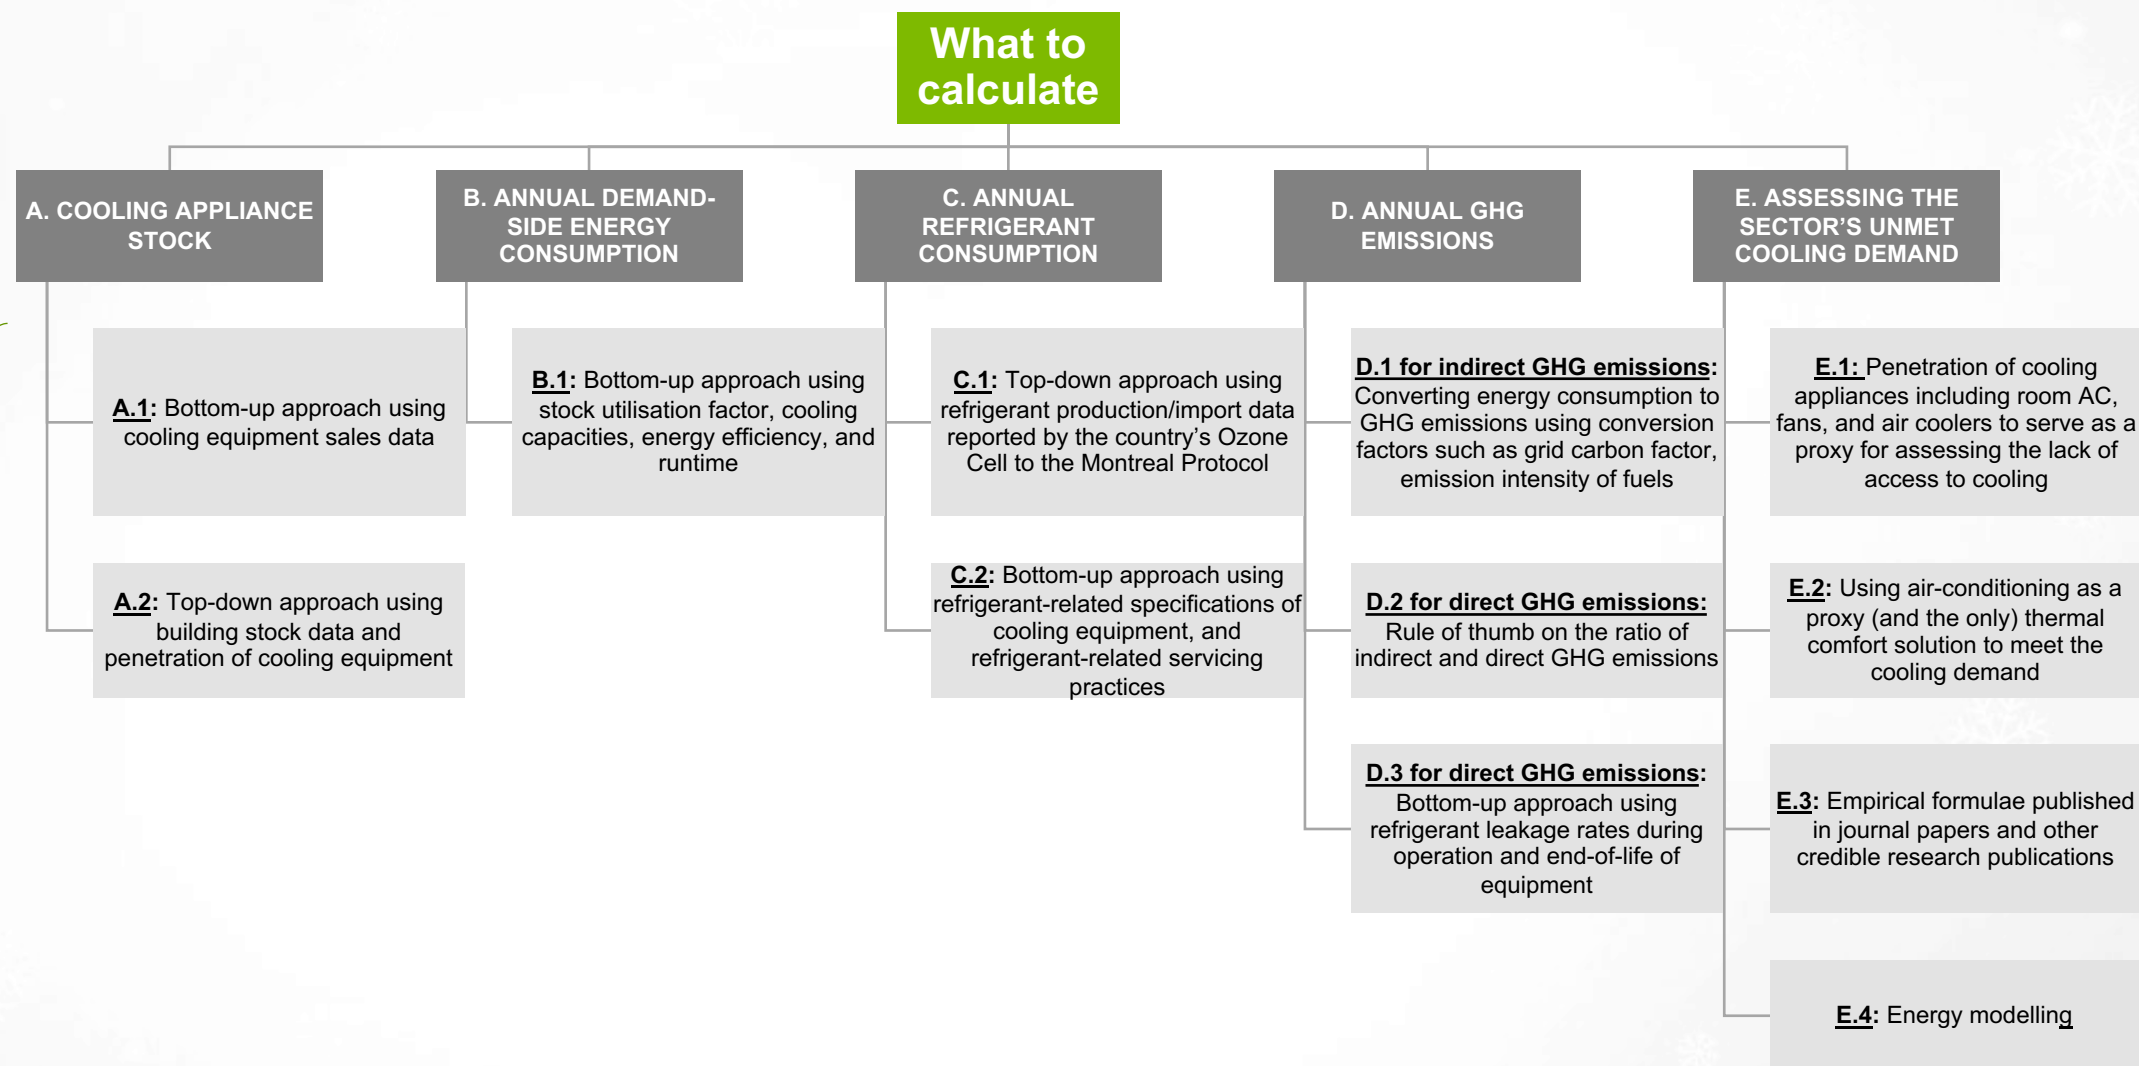 What to
calculate
A. COOLING APPLIANCE
STOCK
B. ANNUAL DEMAND-
SIDE ENERGY
CONSUMPTION
C. ANNUAL
REFRIGERANT
CONSUMPTION
D. ANNUAL GHG
EMISSIONS
E. ASSESSING THE
SECTOR’S UNMET
COOLING DEMAND
A.1: Bottom-up approach using
cooling equipment sales data
A.2: Top-down approach using
building stock data and
penetration of cooling equipment
B.1: Bottom-up approach using
stock utilisation factor, cooling
capacities, energy efficiency, and
runtime
C.1: Top-down approach using
refrigerant production/import data
reported by the country’s Ozone
Cell to the Montreal Protocol
C.2: Bottom-up approach using
refrigerant-related specifications of
cooling equipment, and
refrigerant-related servicing
practices
D.1 for indirect GHG emissions:
Converting energy consumption to
GHG emissions using conversion
factors such as grid carbon factor,
emission intensity of fuels
D.2 for direct GHG emissions:
Rule of thumb on the ratio of
indirect and direct GHG emissions
D.3 for direct GHG emissions:
Bottom-up approach using
refrigerant leakage rates during
operation and end-of-life of
equipment
E.1: Penetration of cooling
appliances including room AC,
fans, and air coolers to serve as a
proxy for assessing the lack of
access to cooling
E.2: Using air-conditioning as a
proxy (and the only) thermal
comfort solution to meet the
cooling demand
E.3: Empirical formulae published
in journal papers and other
credible research publications
E.4: Energy modelling